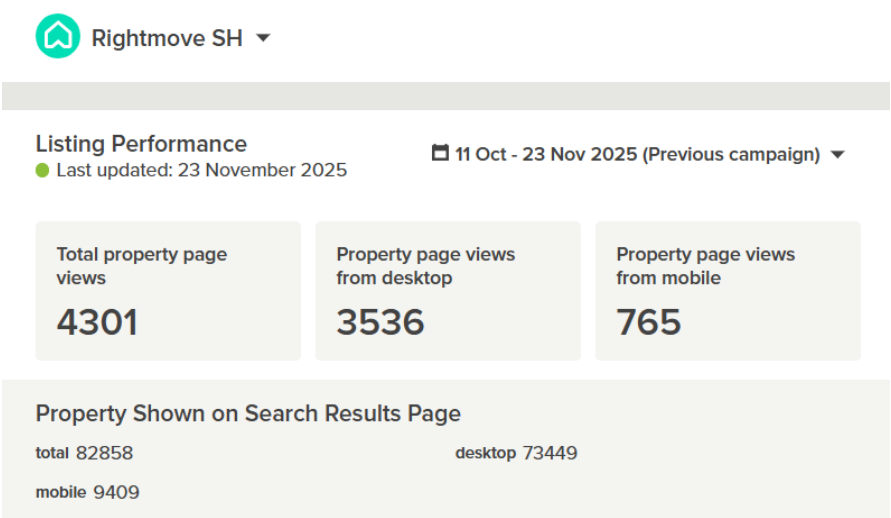 Rightmove SH
Listing Performance
Last updated: 23 November 2025
11 Oct - 23 Nov 2025 (Previous campaign)
Total property page
views
4301
Property page views
from desktop
3536
Property page views
from mobile
765
Property Shown on Search Results Page
total 82858
desktop 73449
mobile 9409